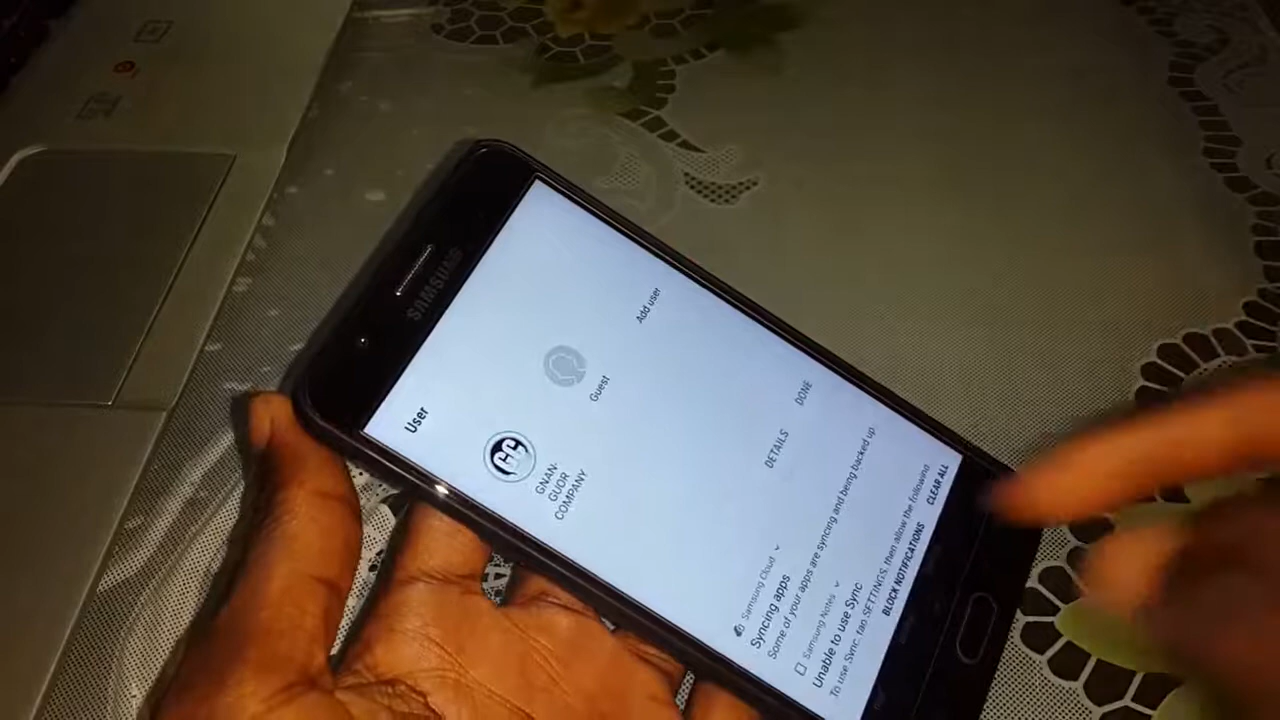 SAMSUNG
User
GC
GNAN-
GUOR
COMPANY
Guest
Add user
DETAILS
DONE
Samsung Cloud
Syncing apps
Some of your apps are syncing and being backed up
Samsung Notes
Unable to use Sync
To use Sync, tap SETTINGS, then allow the following
BLOCK NOTIFICATIONS
CLEAR ALL